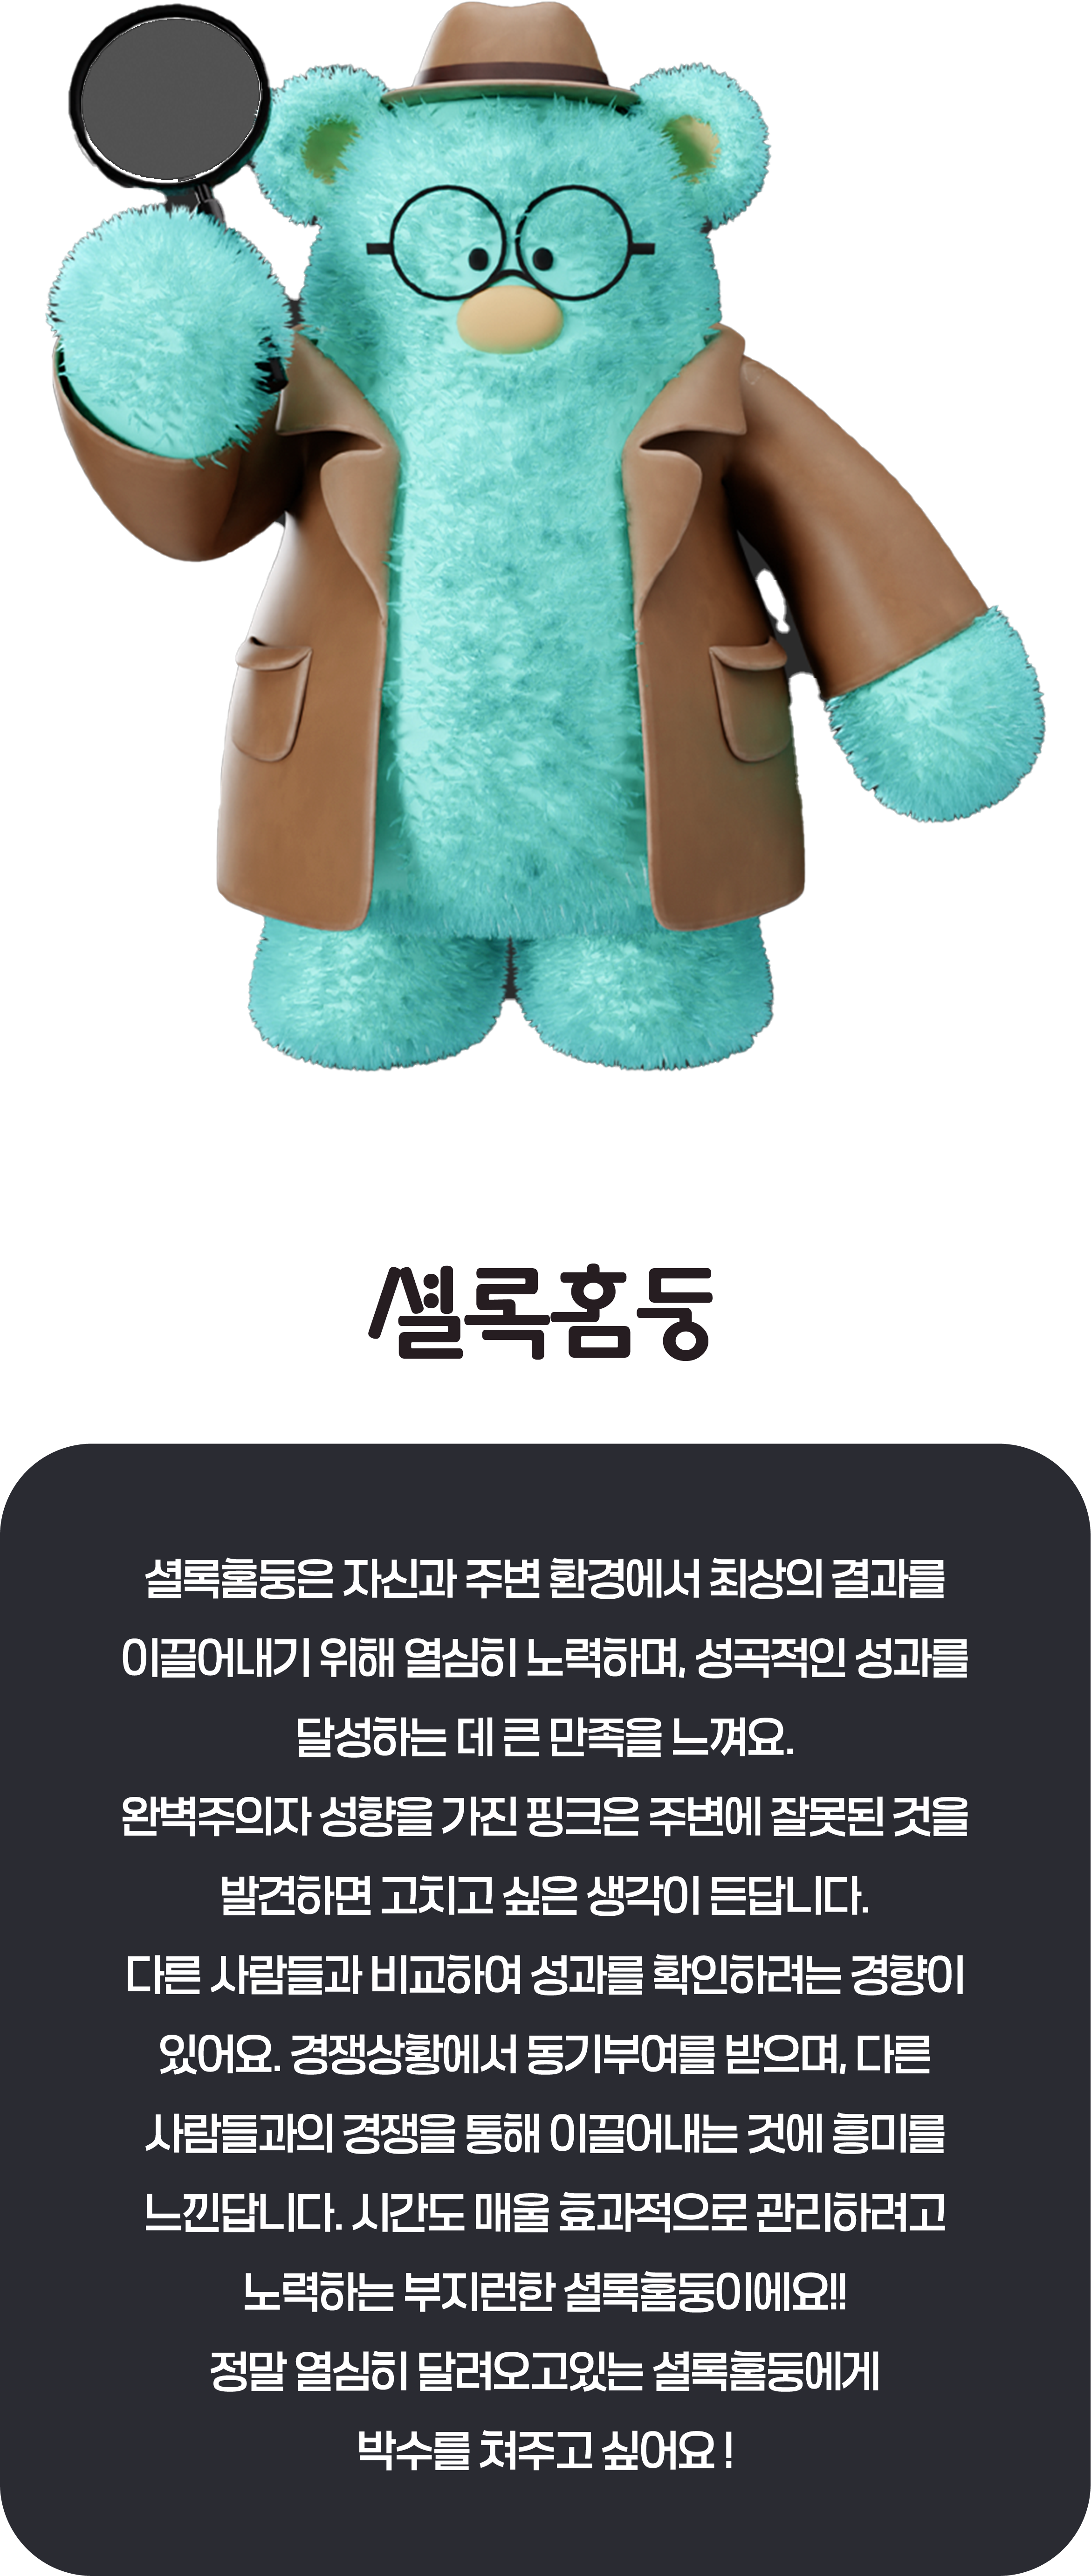 셜록홈둥
셜록홈둥은 자신과 주변 환경에서 최상의 결과를
이끌어내기 위해 열심히 노력하며, 성곡적인 성과를
달성하는 데 큰 만족을 느껴요.
완벽주의자 성향을 가진 핑크은 주변에 잘못된 것을
발견하면 고치고 싶은 생각이 든답니다.
다른 사람들과 비교하여 성과를 확인하려는 경향이
있어요. 경쟁상황에서 동기부여를 받으며, 다른
사람들과의 경쟁을 통해 이끌어내는 것에 흥미를
느낀답니다. 시간도 매울 효과적으로 관리하려고
노력하는 부지런한 셜록홈둥이에요!!
정말 열심히 달려오고있는 셜록홈둥에게
박수를 쳐주고 싶어요 !